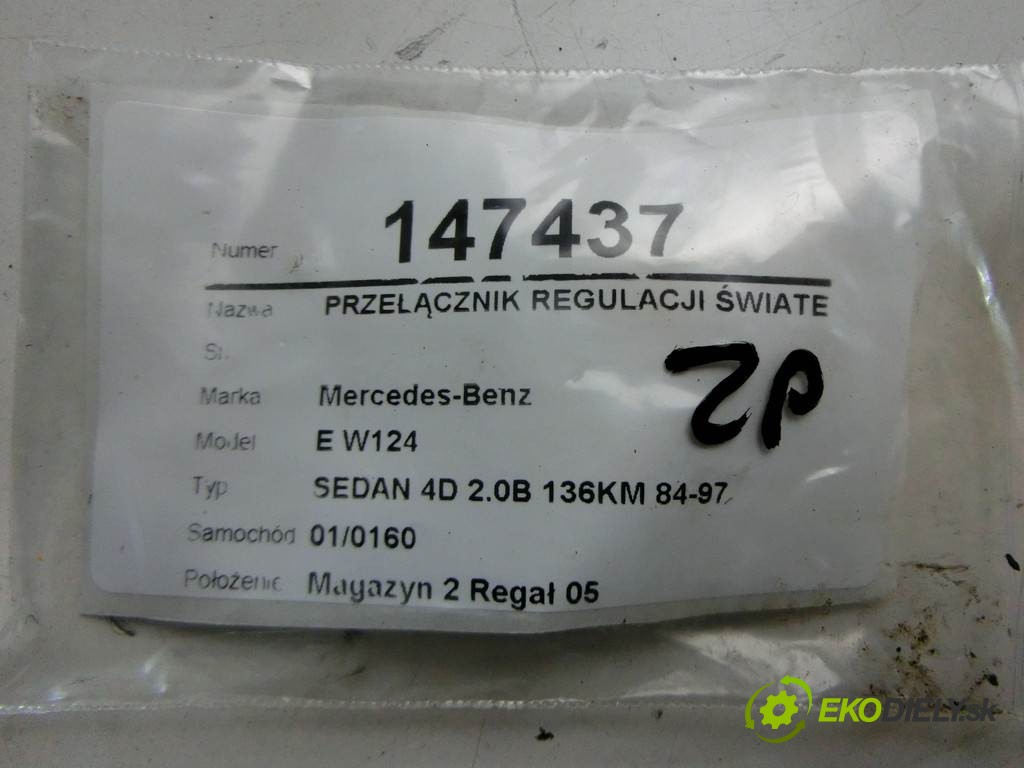 Numer 147437
Nazwa PRZEŁĄCZNIK REGULACJI ŚWIATE
Marka Mercedes-Benz
Model E W124
Typ SEDAN 4D 2.0B 136KM 84-97
Samochód 01/0160
Położenie Magazyn 2 Regał 05
EKODIELY.sk